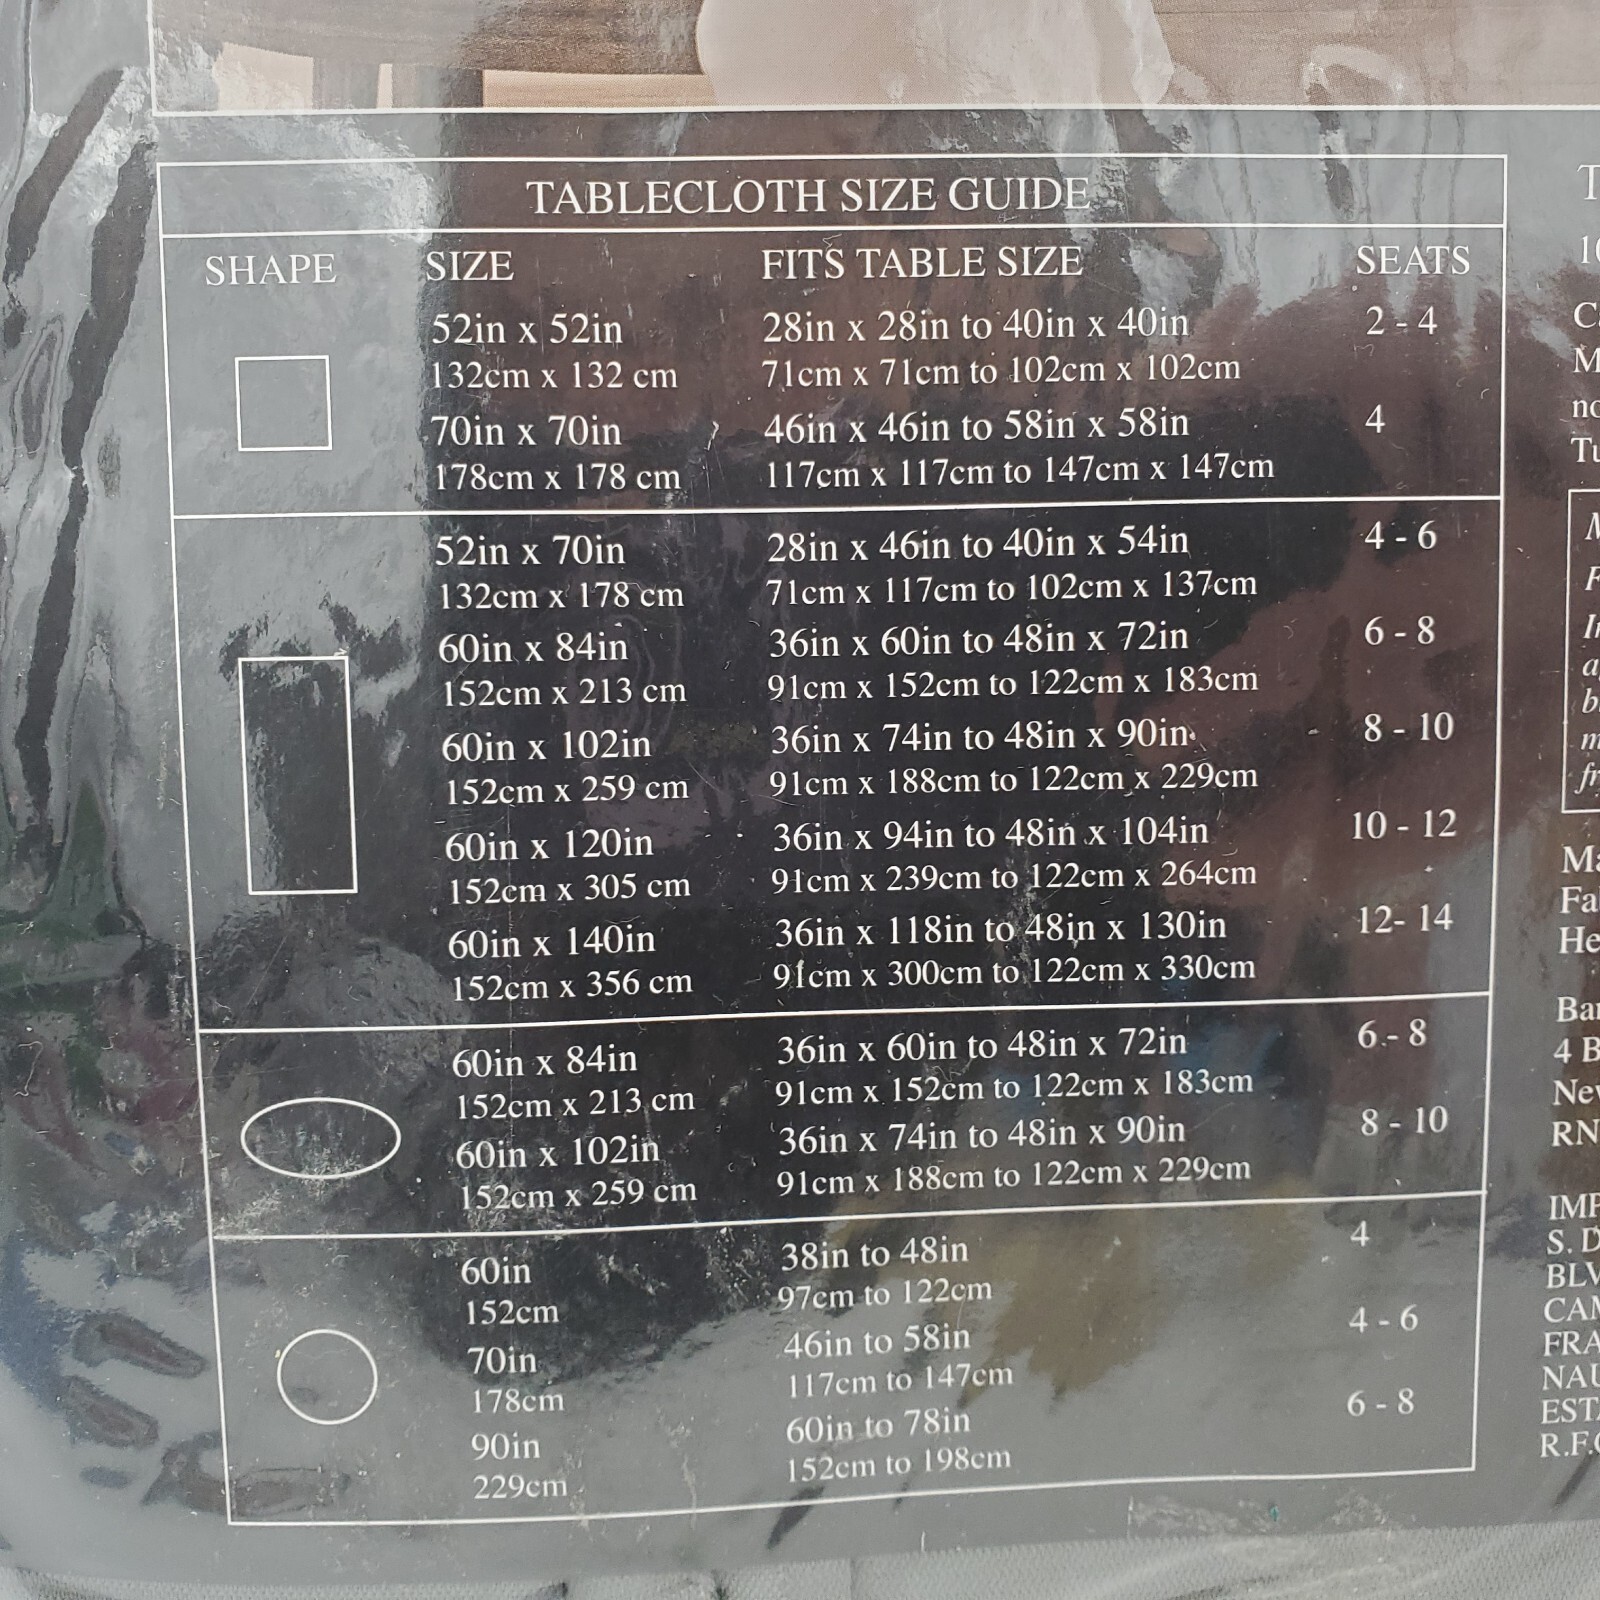 TABLECLOTH SIZE GUIDE
SHAPE SIZE FITS TABLE SIZE SEATS
52in x 52in 28in x 28in to 40in x 40in 2 - 4
132cm x 132 cm 71cm x 71cm to 102cm x 102cm
70in x 70in 46in x 46in to 58in x 58in 4
178cm x 178 cm 117cm x 117cm to 147cm x 147cm
52in x 70in 28in x 46in to 40in x 54in 4 - 6
132cm x 178 cm 71cm x 117cm to 102cm x 137cm
60in x 84in 36in x 60in to 48in x 72in 6 - 8
152cm x 213 cm 91cm x 152cm to 122cm x 183cm
60in x 102in 36in x 74in to 48in x 90in 8 - 10
152cm x 259 cm 91cm x 188cm to 122cm x 229cm
60in x 120in 36in x 94in to 48in x 104in 10 - 12
152cm x 305 cm 91cm x 239cm to 122cm x 264cm
60in x 140in 36in x 118in to 48in x 130in 12- 14
152cm x 356 cm 91cm x 300cm to 122cm x 330cm
60in x 84in 36in x 60in to 48in x 72in 6 - 8
152cm x 213 cm 91cm x 152cm to 122cm x 183cm
60in x 102in 36in x 74in to 48in x 90in 8 - 10
152cm x 259 cm 91cm x 188cm to 122cm x 229cm
60in 38in to 48in 4
152cm 97cm to 122cm
70in 46in to 58in 4 - 6
178cm 117cm to 147cm
90in 60in to 78in 6 - 8
229cm 152cm to 198cm
4 B
RN
S. D